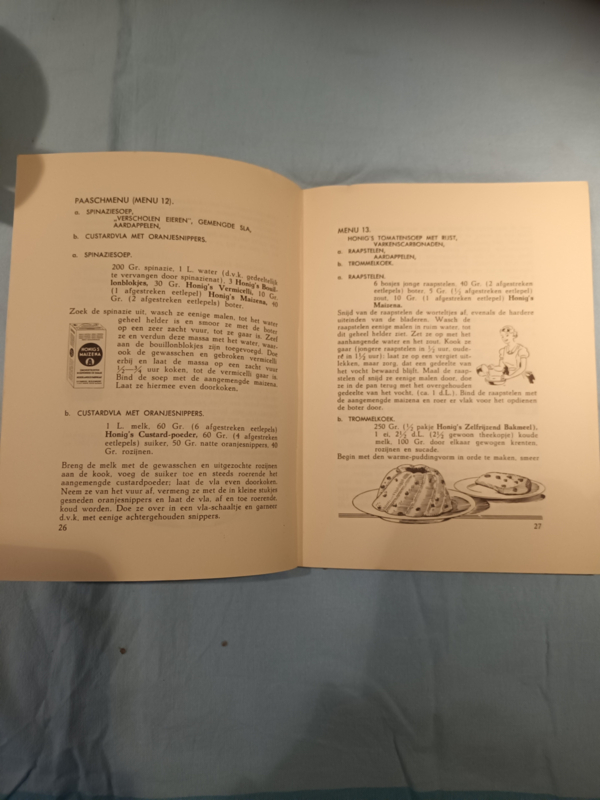 PAASCHMENU (MENU 12).
a. SPINAZIESOEP,
„VERSCHOLEN EIEREN", GEMENGDE SLA,
AARDAPPELEN,
b. CUSTARDVLA MET ORANJESNIPPERS.
a. SPINAZIESOEP.
200 Gr. spinazie, 1 L. water (d.v.k. gedeeltelijk
te vervangen door spinazienat), 3 Honig's Bouil-
lonblokjes, 30 Gr. Honig's Vermicelli, 10 Gr.
(1 afgestreken eetlepel) Honig's Maizena, 40
Gr. (2 afgestreken eetlepels) boter.
Zoek de spinazie uit, wasch ze eenige malen, tot het water
geheel helder is en smoor ze met de boter
op een zeer zacht vuur, tot ze gaar is. Zeef
ze en verdun deze massa met het water, waar-
aan de bouillonblokjes zijn toegevoegd. Doe
ook de gewasschen en gebroken vermicelli
erbij en laat de massa op een zacht vuur
½—¾ uur koken, tot de vermicelli gaar is.
Bind de soep met de aangemengde maizena.
Laat ze hiermee even doorkoken.
HONIG'S
MAIZENA
b. CUSTARDVLA MET ORANJESNIPPERS.
1 L. melk, 60 Gr. (6 afgestreken eetlepels)
Honig's Custard-poeder, 60 Gr. (4 afgestreken
eetlepels) suiker, 50 Gr. natte oranjesnippers, 40
Gr. rozijnen.
Breng de melk met de gewasschen en uitgezochte rozijnen
aan de kook, voeg de suiker toe en steeds roerende het
aangemengde custardpoeder; laat de vla even doorkoken.
Neem ze van het vuur af, vermeng ze met de in kleine stukjes
gesneden oranjesnippers en laat de vla, af en toe roerende,
koud worden. Doe ze over in een vla-schaaltje en garneer
d.v.k. met eenige achtergehouden snippers.
26
MENU 13.
HONIG'S TOMATENSOEP MET RIJST,
VARKENSCARBONADEN,
a. RAAPSTELEN,
AARDAPPELEN,
b. TROMMELKOEK.
a. RAAPSTELEN.
6 bosjes jonge raapstelen, 40 Gr. (2 afgestreken
eetlepels) boter, 5 Gr. (½ afgestreken eetlepel)
zout, 10 Gr. (1 afgestreken eetlepel) Honig's
Maizena.
Snijd van de raapstelen de worteltjes af, evenals de hardere
uiteinden van de bladeren. Wasch de
raapstelen eenige malen in ruim water, tot
dit geheel helder ziet. Zet ze op met het
aanhangende water en het zout. Kook ze
gaar (jongere raapstelen in ½ uur; oude-
re in 1½ uur); laat ze op een vergiet uit-
lekken, maar zorg, dat een gedeelte van
het vocht bewaard blijft. Maal de raap-
stelen of snijd ze eenige malen door, doe
ze in de pan terug met het overgehouden
gedeelte van het vocht, (ca. 1 d.L.). Bind de raapstelen met
de aangemengde maizena en roer er vlak voor het opdienen
de boter door.
b. TROMMELKOEK.
250 Gr. (½ pakje Honig's Zelfrijzend Bakmeel),
1 ei, 2½ d.L. (2½ gewoon theekopje) koude
melk, 100 Gr. door elkaar gewogen krenten,
rozijnen en sucade.
Begin met den warme-puddingvorm in orde te maken, smeer
27